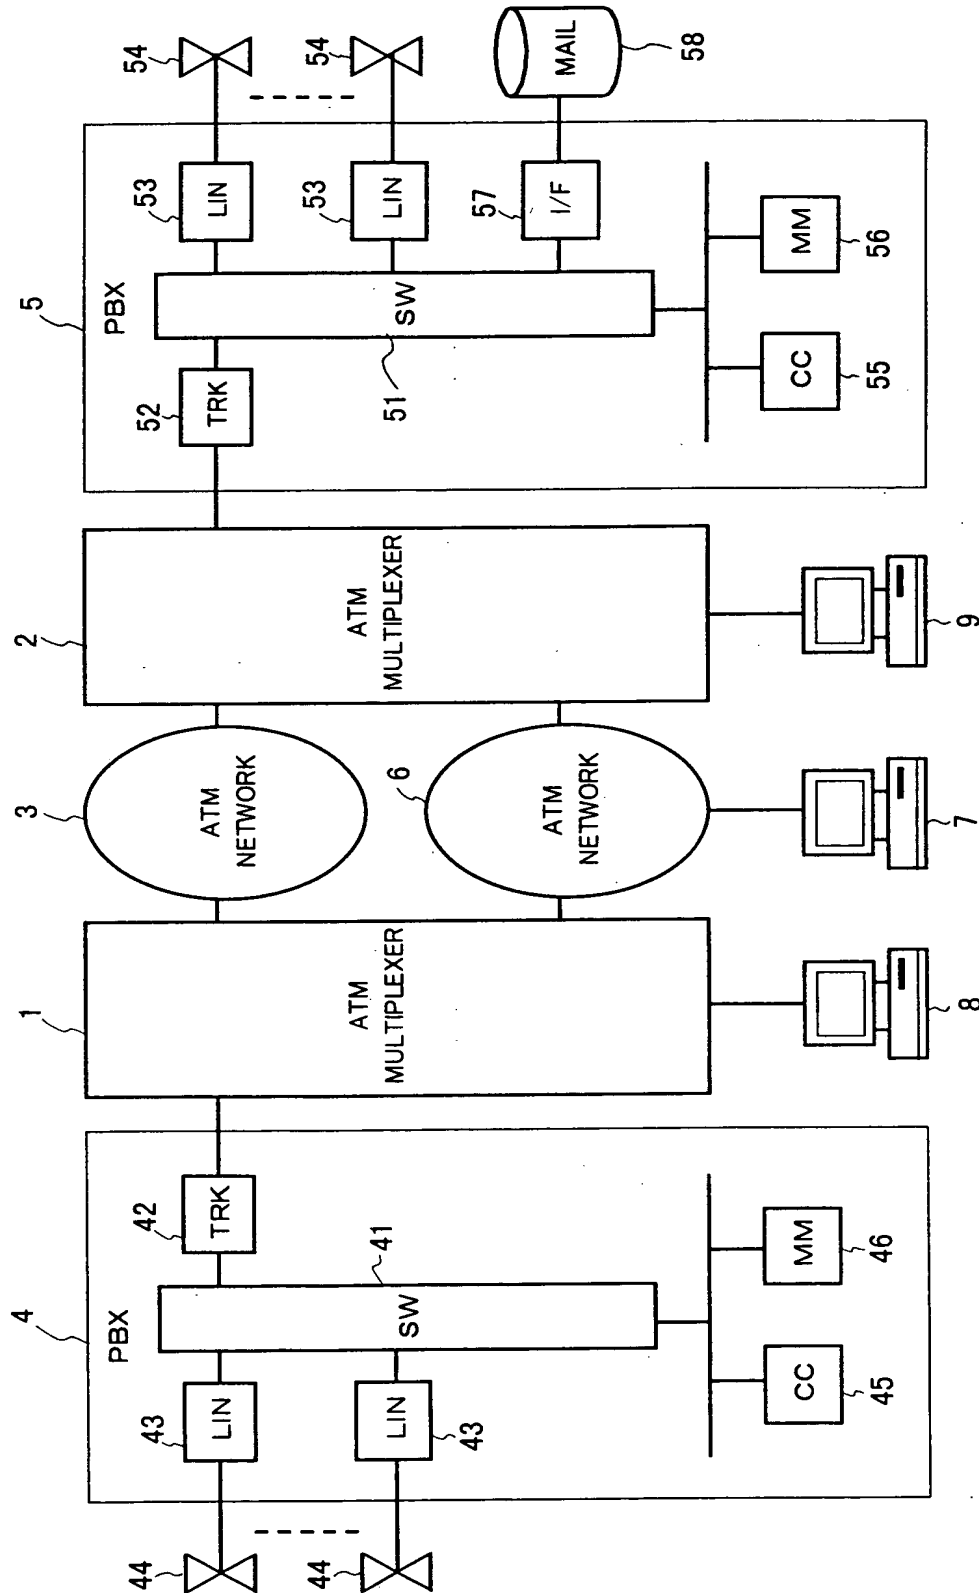 4
PBX
44
43
LIN
44
43
LIN
SW
41
42
TRK
CC
45
MM
46
1
ATM
MULTIPLEXER
8
3
ATM
NETWORK
6
ATM
NETWORK
7
2
ATM
MULTIPLEXER
9
5
PBX
52
TRK
SW
51
53
LIN
54
53
LIN
54
57
I/F
MAIL
58
CC
55
MM
56